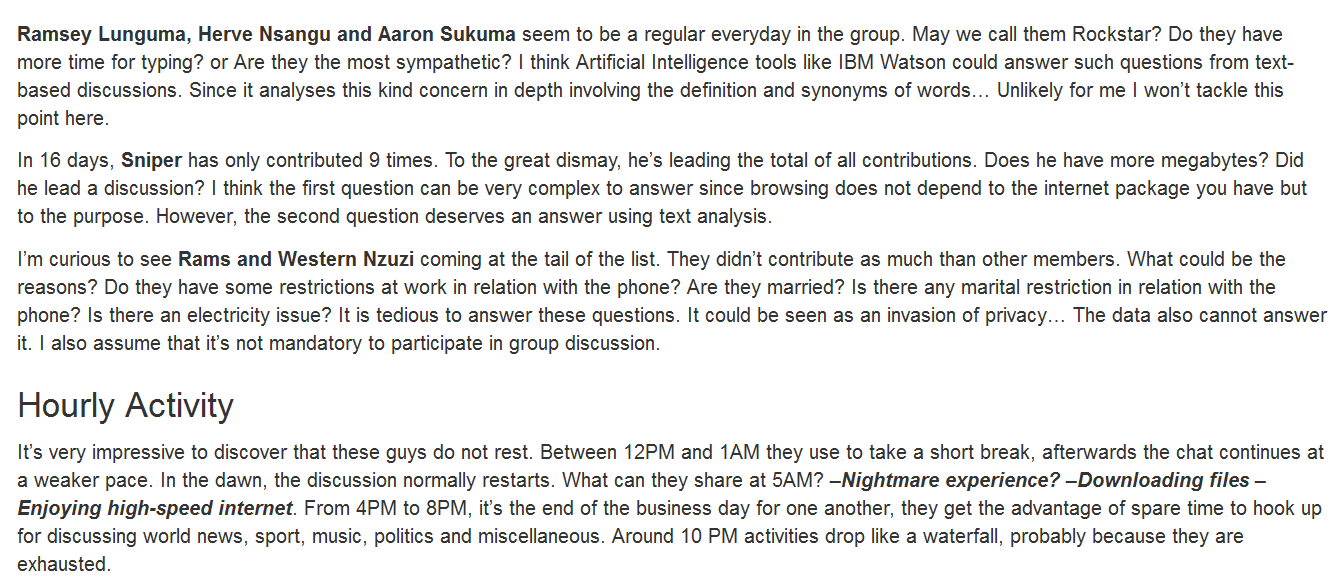 Ramsey Lunguma, Herve Nsangu and Aaron Sukuma seem to be a regular everyday in the group. May we call them Rockstar? Do they have
more time for typing? or Are they the most sympathetic? I think Artificial Intelligence tools like IBM Watson could answer such questions from text-
based discussions. Since it analyses this kind concern in depth involving the definition and synonyms of words… Unlikely for me I won’t tackle this
point here.
In 16 days, Sniper has only contributed 9 times. To the great dismay, he’s leading the total of all contributions. Does he have more megabytes? Did
he lead a discussion? I think the first question can be very complex to answer since browsing does not depend to the internet package you have but
to the purpose. However, the second question deserves an answer using text analysis.
I’m curious to see Rams and Western Nzuzi coming at the tail of the list. They didn’t contribute as much than other members. What could be the
reasons? Do they have some restrictions at work in relation with the phone? Are they married? Is there any marital restriction in relation with the
phone? Is there an electricity issue? It is tedious to answer these questions. It could be seen as an invasion of privacy… The data also cannot answer
it. I also assume that it’s not mandatory to participate in group discussion.
Hourly Activity
It’s very impressive to discover that these guys do not rest. Between 12PM and 1AM they use to take a short break, afterwards the chat continues at
a weaker pace. In the dawn, the discussion normally restarts. What can they share at 5AM? –Nightmare experience? –Downloading files –
Enjoying high-speed internet. From 4PM to 8PM, it’s the end of the business day for one another, they get the advantage of spare time to hook up
for discussing world news, sport, music, politics and miscellaneous. Around 10 PM activities drop like a waterfall, probably because they are
exhausted.